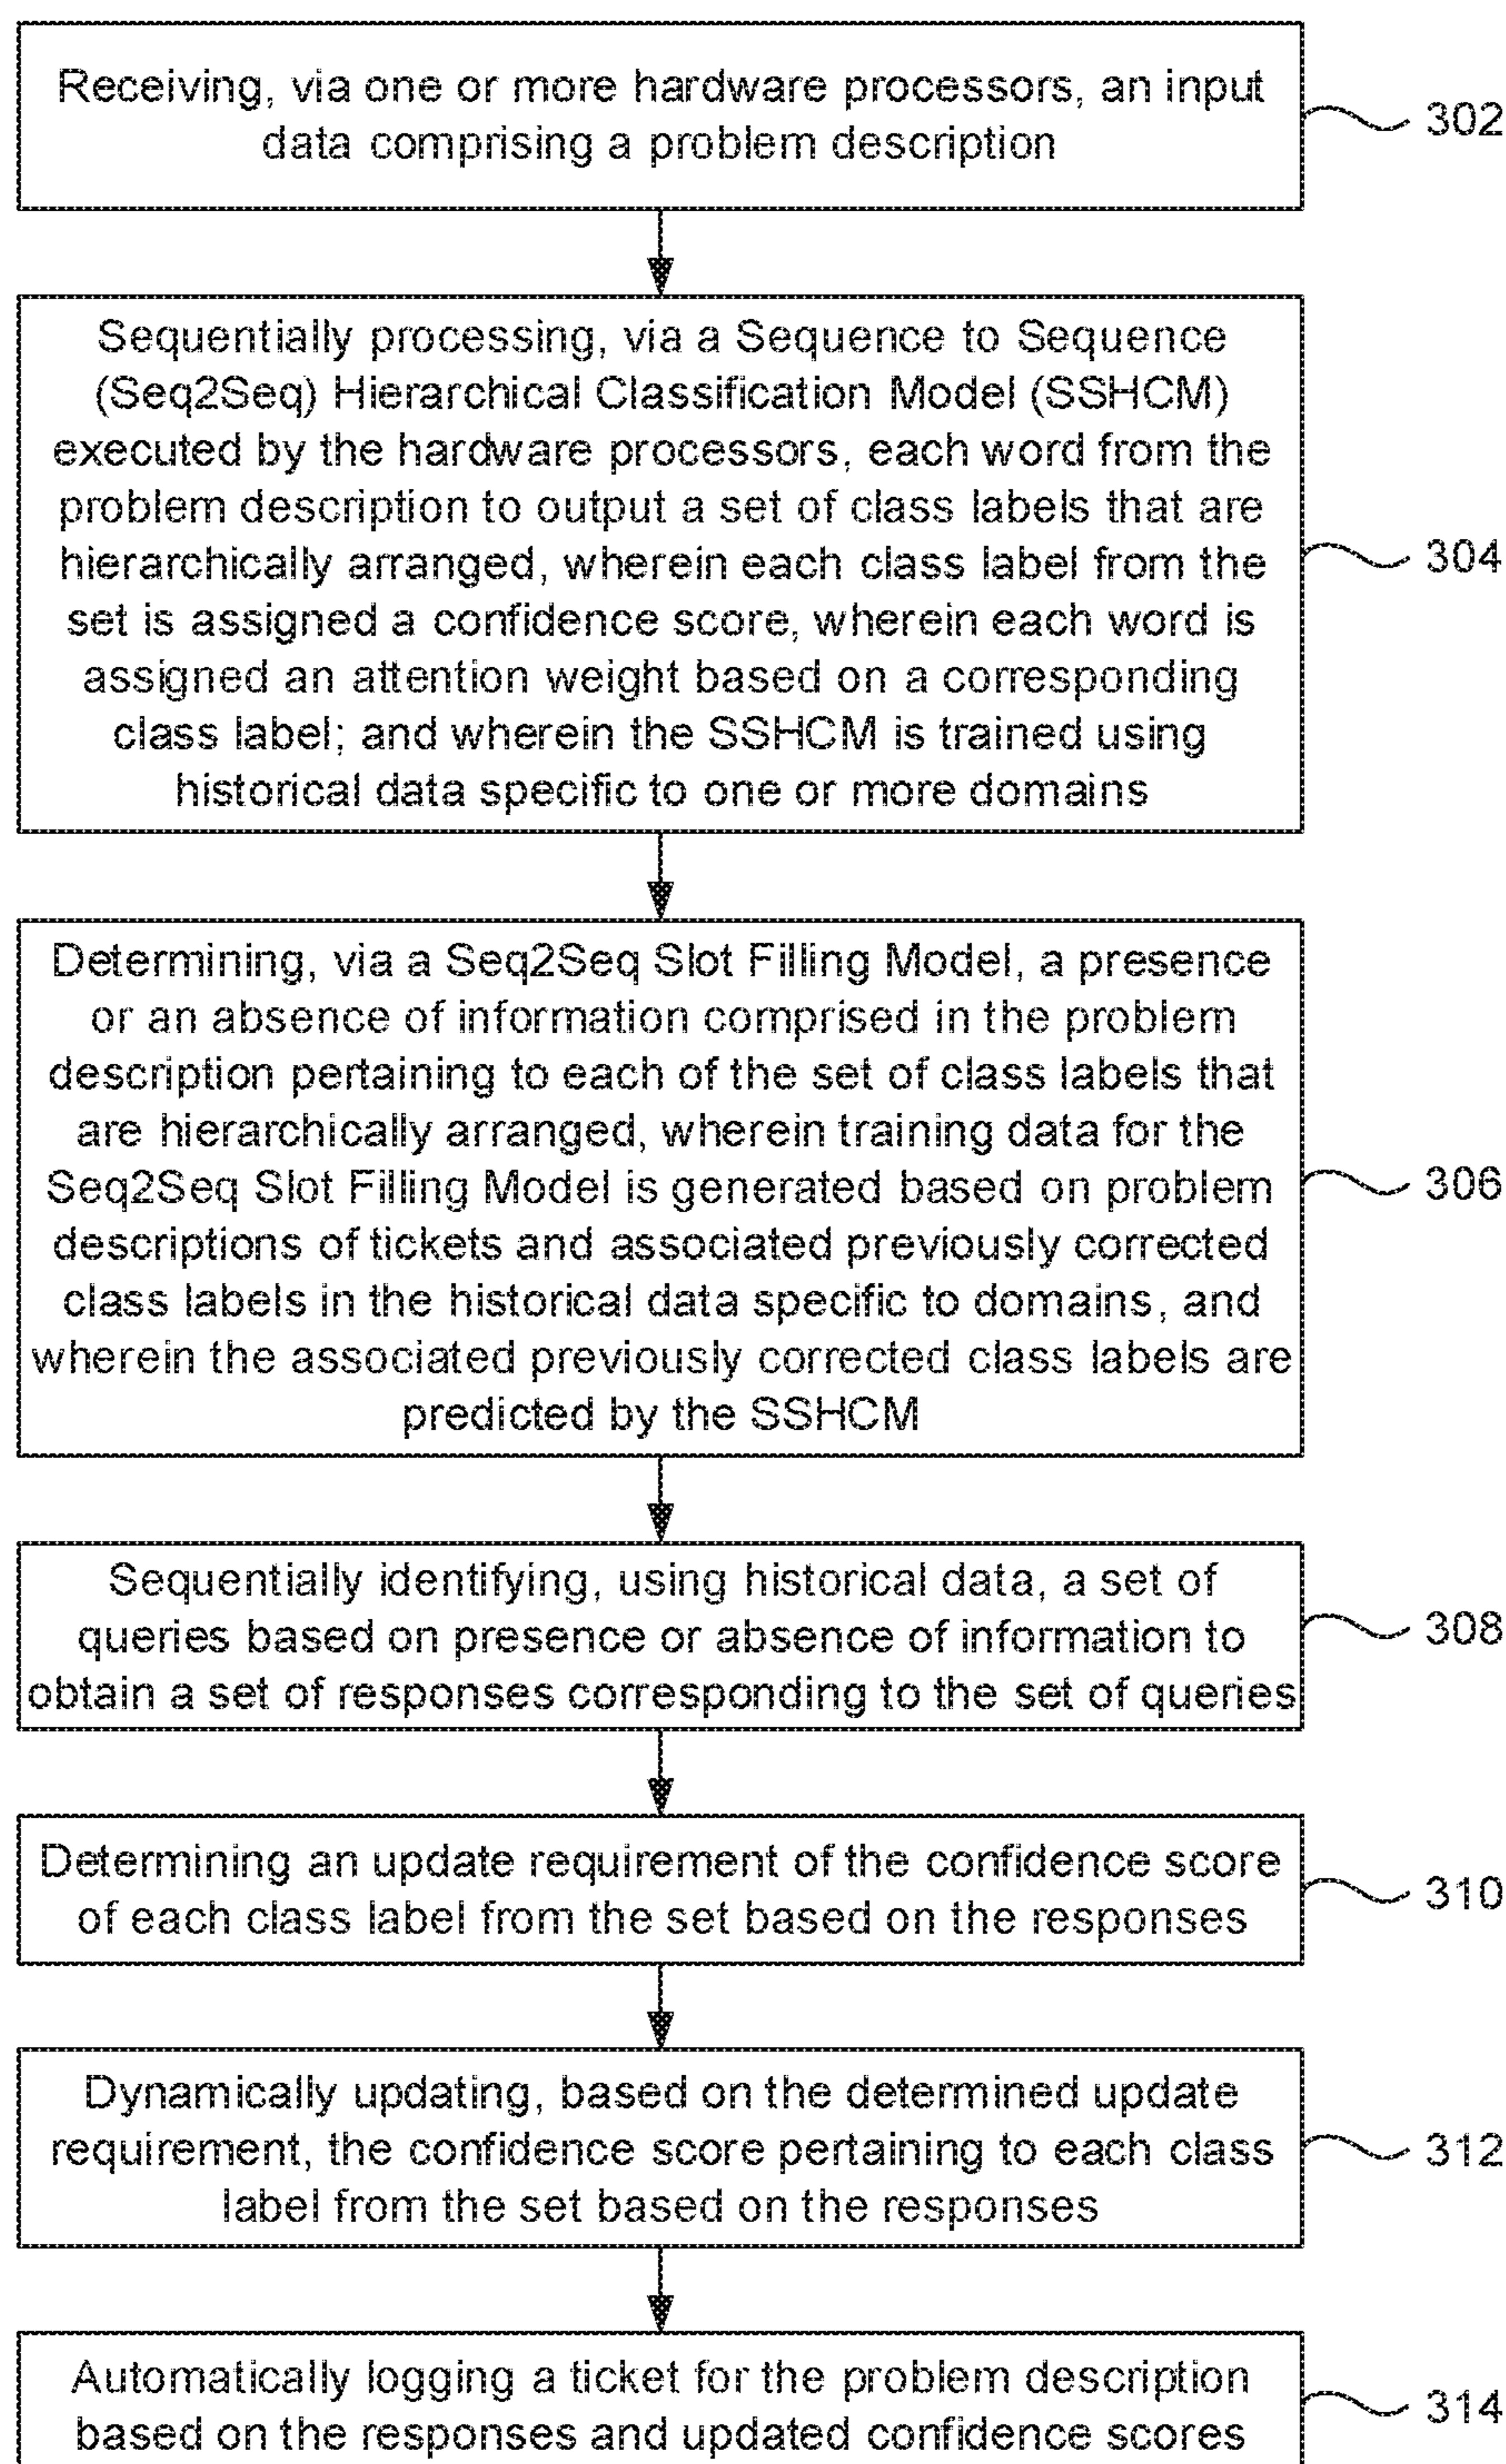 Receiving, via one or more hardware processors, an input
data comprising a problem description
302
Sequentially processing, via a Sequence to Sequence
(Seq2Seq) Hierarchical Classification Model (SSHCM)
executed by the hardware processors, each word from the
problem description to output a set of class labels that are
hierarchically arranged, wherein each class label from the
set is assigned a confidence score, wherein each word is
assigned an attention weight based on a corresponding
class label; and wherein the SSHCM is trained using
historical data specific to one or more domains
304
Determining, via a Seq2Seq Slot Filling Model, a presence
or an absence of information comprised in the problem
description pertaining to each of the set of class labels that
are hierarchically arranged, wherein training data for the
Seq2Seq Slot Filling Model is generated based on problem
descriptions of tickets and associated previously corrected
class labels in the historical data specific to domains, and
wherein the associated previously corrected class labels are
predicted by the SSHCM
306
Sequentially identifying, using historical data, a set of
queries based on presence or absence of information to
obtain a set of responses corresponding to the set of queries
308
Determining an update requirement of the confidence score
of each class label from the set based on the responses
310
Dynamically updating, based on the determined update
requirement, the confidence score pertaining to each class
label from the set based on the responses
312
Automatically logging a ticket for the problem description
based on the responses and updated confidence scores
314